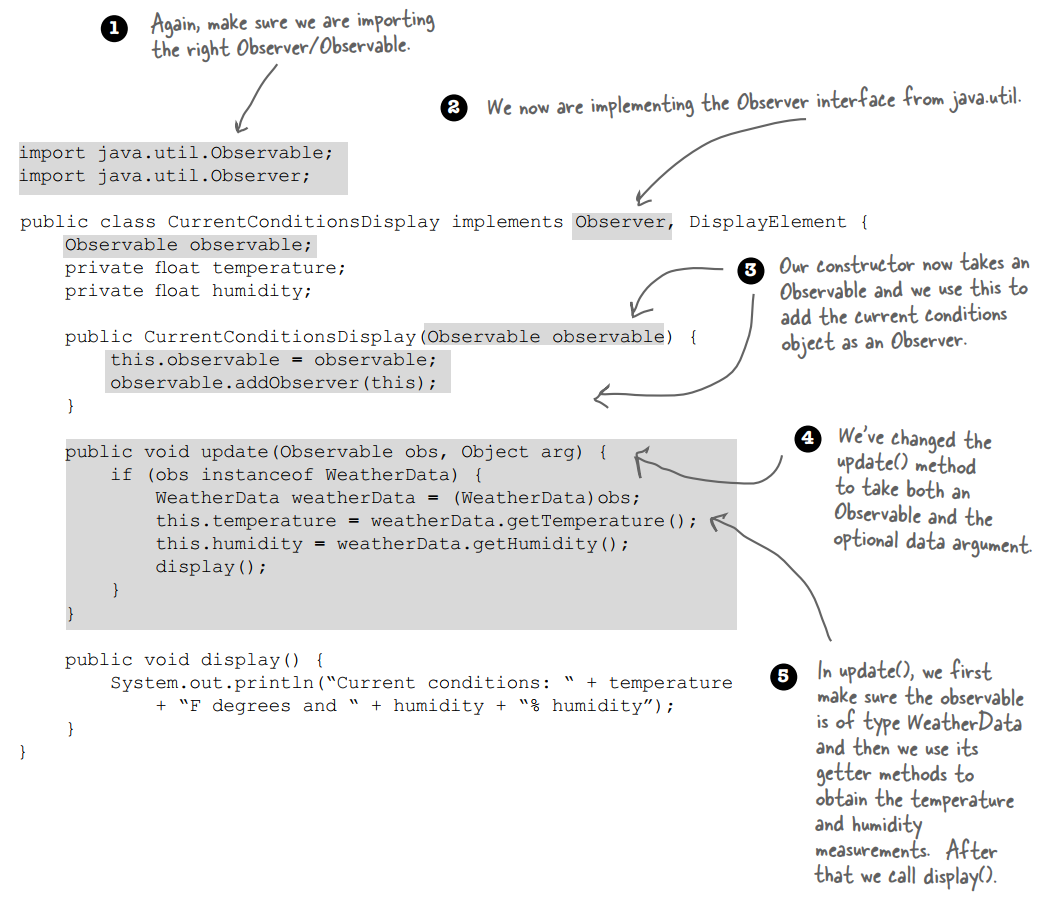 1 Again, make sure we are importing
the right Observer/Observable.
2 We now are implementing the Observer interface from java.util.
import java.util.Observable;
import java.util.Observer;
public class CurrentConditionsDisplay implements Observer, DisplayElement {
Observable observable;
private float temperature;
private float humidity;
3 Our constructor now takes an
Observable and we use this to
add the current conditions
object as an Observer.
public CurrentConditionsDisplay(Observable observable) {
this.observable = observable;
observable.addObserver(this);
}
public void update(Observable obs, Object arg) {
if (obs instanceof WeatherData) {
WeatherData weatherData = (WeatherData)obs;
this.temperature = weatherData.getTemperature();
this.humidity = weatherData.getHumidity();
display();
}
}
4 We've changed the
update() method
to take both an
Observable and the
optional data argument.
public void display() {
System.out.println(“Current conditions: “ + temperature
+ “F degrees and “ + humidity + “% humidity”);
}
}
5 In update(), we first
make sure the observable
is of type WeatherData
and then we use its
getter methods to
obtain the temperature
and humidity
measurements. After
that we call display().